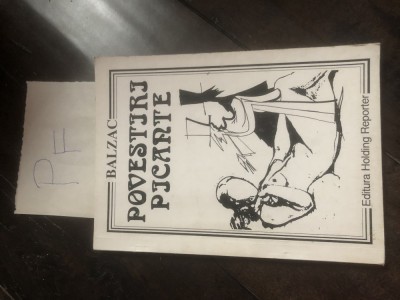 BALZAC
POVESTIRI
PICANTE
Editura Holding Reporter
PF